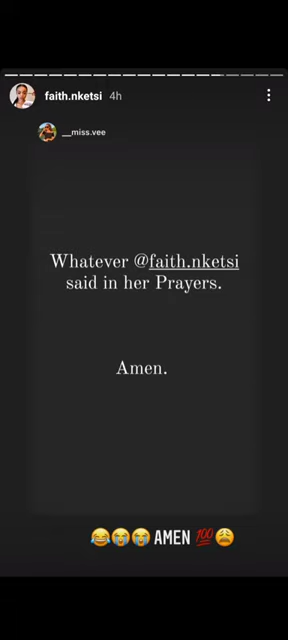 faith.nketsi 4h
__miss.vee
Whatever @faith.nketsi
said in her Prayers.
Amen.
😂😭😭 AMEN 💯😩